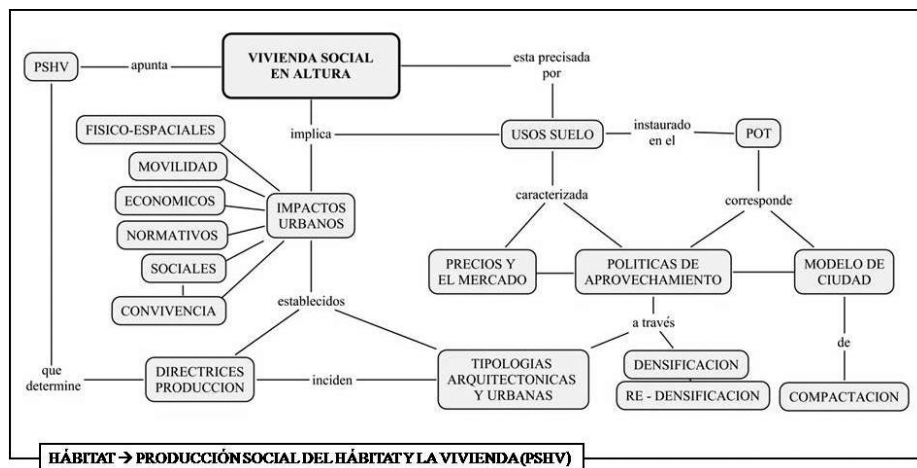 VIVIENDA SOCIAL
EN ALTURA
PSHV
apunta
esta precisada
por
FISICO-ESPACIALES
implica
USOS SUELO
instaurado
en el
POT
MOVILIDAD
ECONOMICOS
IMPACTOS
URBANOS
caracterizada
corresponde
NORMATIVOS
SOCIALES
PRECIOS Y
EL MERCADO
POLITICAS DE
APROVECHAMIENTO
MODELO DE
CIUDAD
CONVIVENCIA
establecidos
a través
de
que
determine
DIRECTRICES
PRODUCCION
inciden
TIPOLOGIAS
ARQUITECTONICAS
Y URBANAS
DENSIFICACION
RE - DENSIFICACION
COMPACTACION
HÁBITAT → PRODUCCIÓN SOCIAL DEL HÁBITAT Y LA VIVIENDA (PSHV)